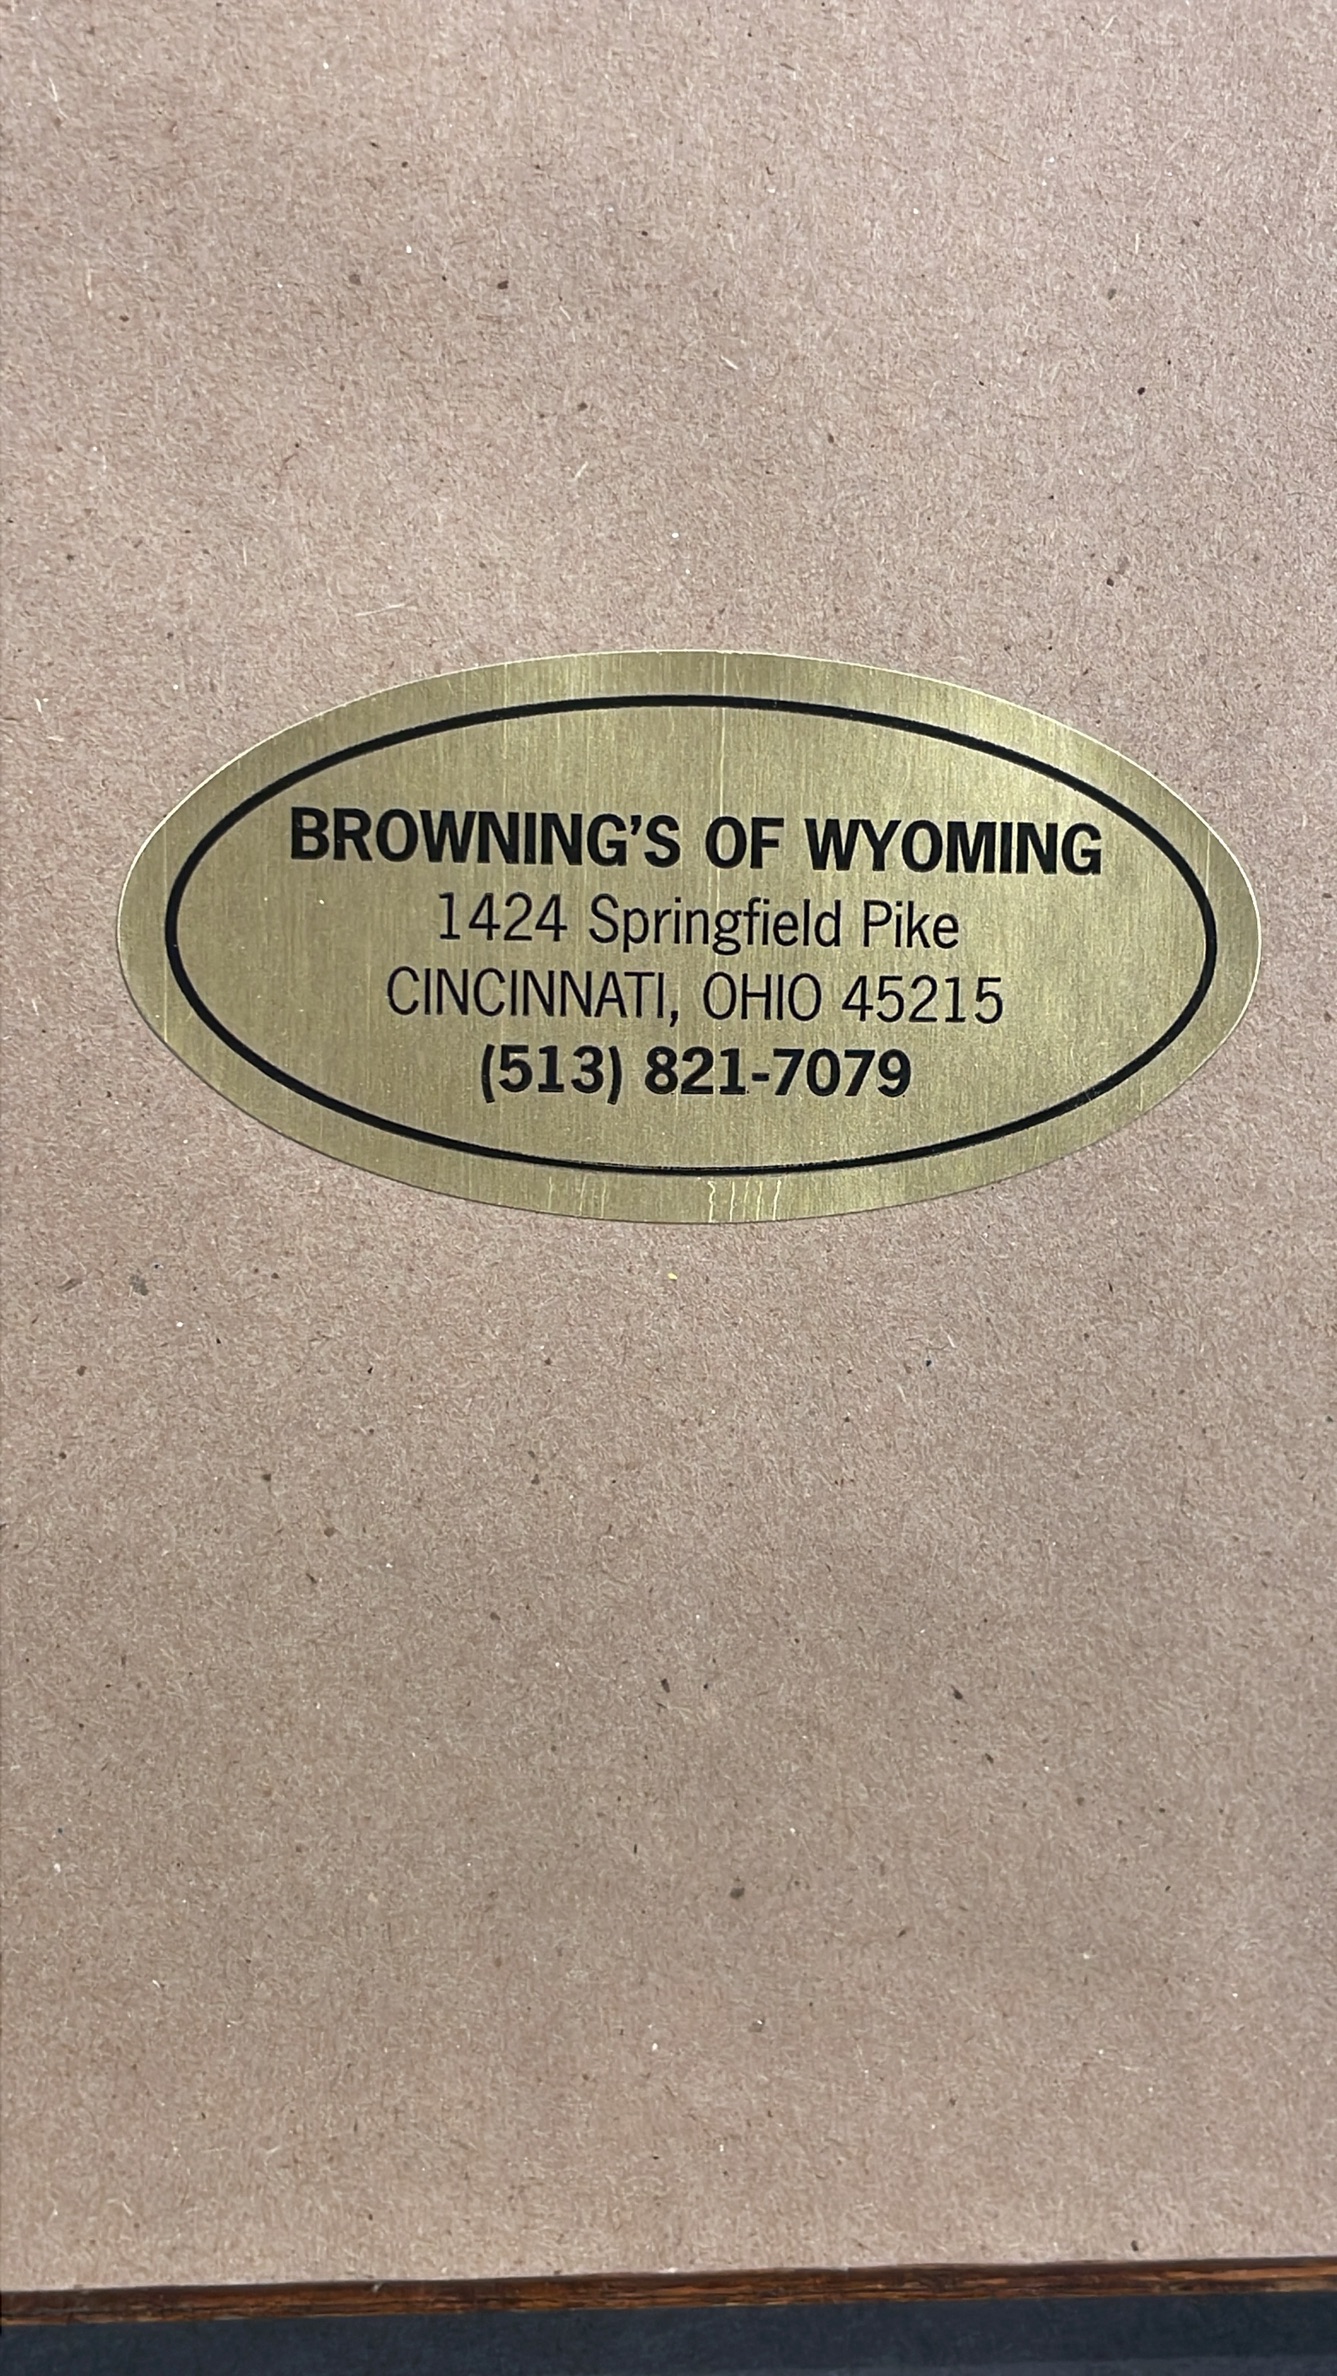 BROWNING'S OF WYOMING
1424 Springfield Pike
CINCINNATI, OHIO 45215
(513) 821-7079